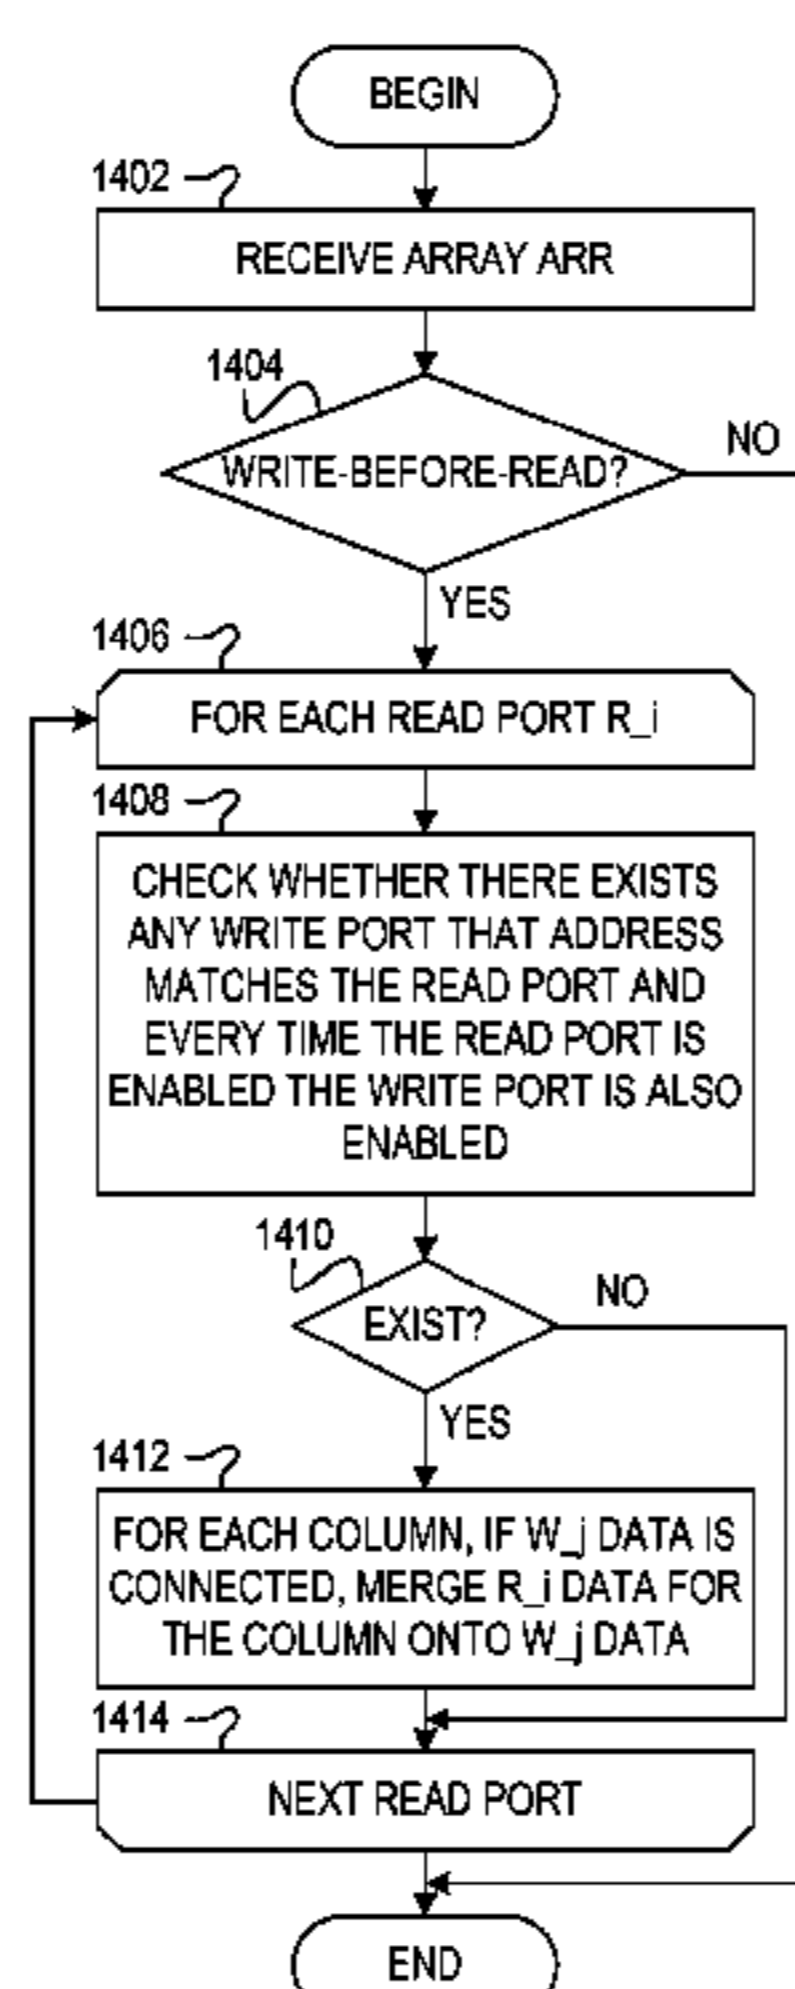 BEGIN
1402
RECEIVE ARRAY ARR
1404
WRITE-BEFORE-READ?
NO
YES
1406
FOR EACH READ PORT R_i
1408
CHECK WHETHER THERE EXISTS
ANY WRITE PORT THAT ADDRESS
MATCHES THE READ PORT AND
EVERY TIME THE READ PORT IS
ENABLED THE WRITE PORT IS ALSO
ENABLED
1410
EXIST?
NO
YES
1412
FOR EACH COLUMN, IF W_j DATA IS
CONNECTED, MERGE R_i DATA FOR
THE COLUMN ONTO W_j DATA
1414
NEXT READ PORT
END